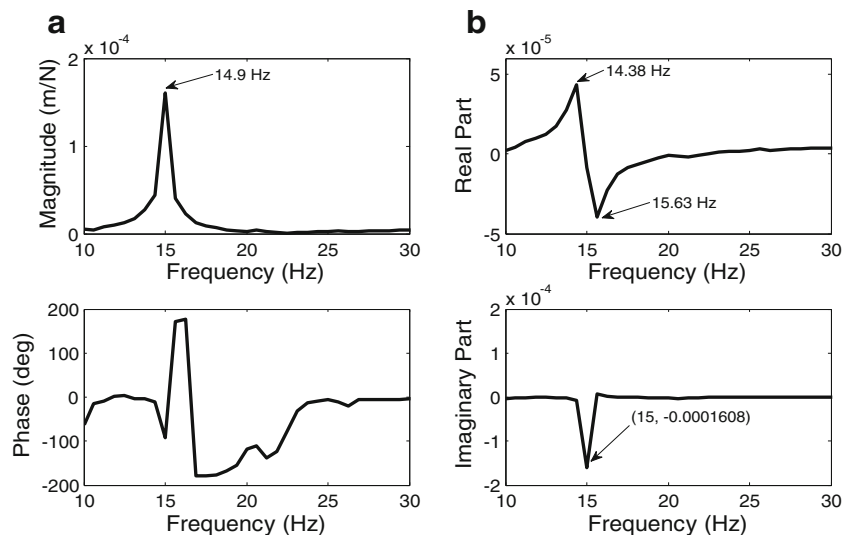 a
x 10⁻⁴
Magnitude (m/N)
2
1
0
14.9 Hz
10 15 20 25 30
Frequency (Hz)
Phase (deg)
200
100
0
-100
-200
10 15 20 25 30
Frequency (Hz)
b
x 10⁻⁵
Real Part
5
0
-5
14.38 Hz
15.63 Hz
10 15 20 25 30
Frequency (Hz)
x 10⁻⁴
Imaginary Part
2
1
0
-1
-2
(15, -0.0001608)
10 15 20 25 30
Frequency (Hz)